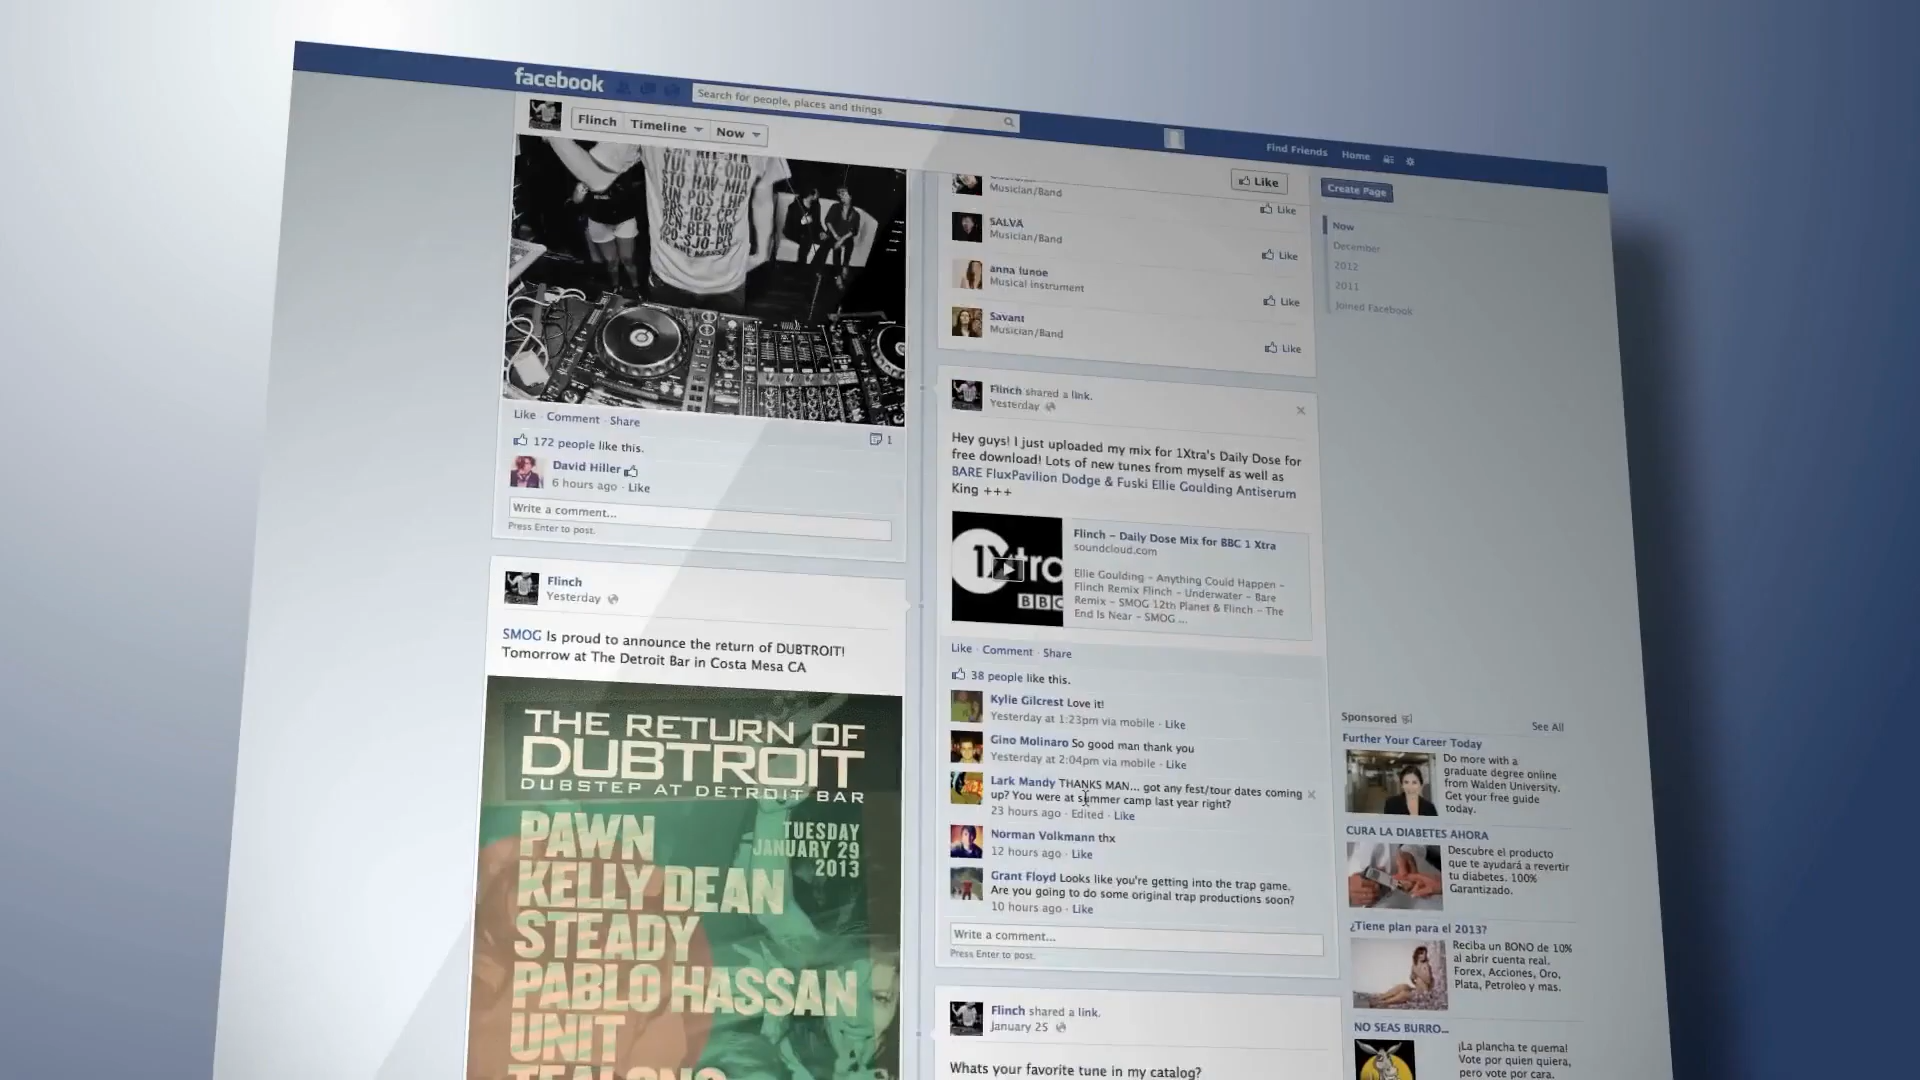 facebook
Search for people, places and things
Find Friends
Home
Flinch
Timeline
Now
YUL-YYZ-ORD
Like · Comment · Share
1
172 people like this.
David Hiller
6 hours ago · Like
Write a comment...
Press Enter to post.
Flinch
Yesterday
SMOG Is proud to announce the return of DUBTROIT!
Tomorrow at The Detroit Bar in Costa Mesa CA
THE RETURN OF
DUBTROIT
DUBSTEP AT DETROIT BAR
TUESDAY
JANUARY 29
2013
PAWN
KELLY DEAN
STEADY
PABLO HASSAN
UNIT
Like
Musician/Band
Like
SALVA
Musician/Band
Like
anna lunoe
Musical instrument
Like
Savant
Musician/Band
Like
Flinch shared a link.
Yesterday
Hey guys! I just uploaded my mix for 1Xtra's Daily Dose for
free download! Lots of new tunes from myself as well as
BARE FluxPavilion Dodge & Fuski Ellie Goulding Antiserum
King +++
1Xtra
BBC
Flinch - Daily Dose Mix for BBC 1 Xtra
soundcloud.com
Ellie Goulding - Anything Could Happen -
Flinch Remix Flinch - Underwater - Bare
Remix - SMOG 12th Planet & Flinch - The
End Is Near - SMOG ...
Like · Comment · Share
38 people like this.
Kylie Gilcrest Love it!
Yesterday at 1:23pm via mobile · Like
Gino Molinaro So good man thank you
Yesterday at 2:04pm via mobile · Like
Lark Mandy THANKS MAN... got any fest/tour dates coming
up? You were at summer camp last year right?
23 hours ago · Edited · Like
Norman Volkmann thx
12 hours ago · Like
Grant Floyd Looks like you're getting into the trap game.
Are you going to do some original trap productions soon?
10 hours ago · Like
Write a comment...
Press Enter to post.
Flinch shared a link.
January 25
Whats your favorite tune in my catalog?
Create Page
Now
December
2012
2011
Joined Facebook
Sponsored
See All
Further Your Career Today
Do more with a
graduate degree online
from Walden University.
Get your free guide
today.
CURA LA DIABETES AHORA
Descubre el producto
que te ayudará a revertir
tu diabetes. 100%
Garantizado.
¿Tiene plan para el 2013?
Reciba un BONO de 10%
al abrir cuenta real.
Forex, Acciones, Oro,
Plata, Petroleo y mas.
NO SEAS BURRO...
¡La plancha te quema!
Vote por quien quiera,
pero vote por cara.